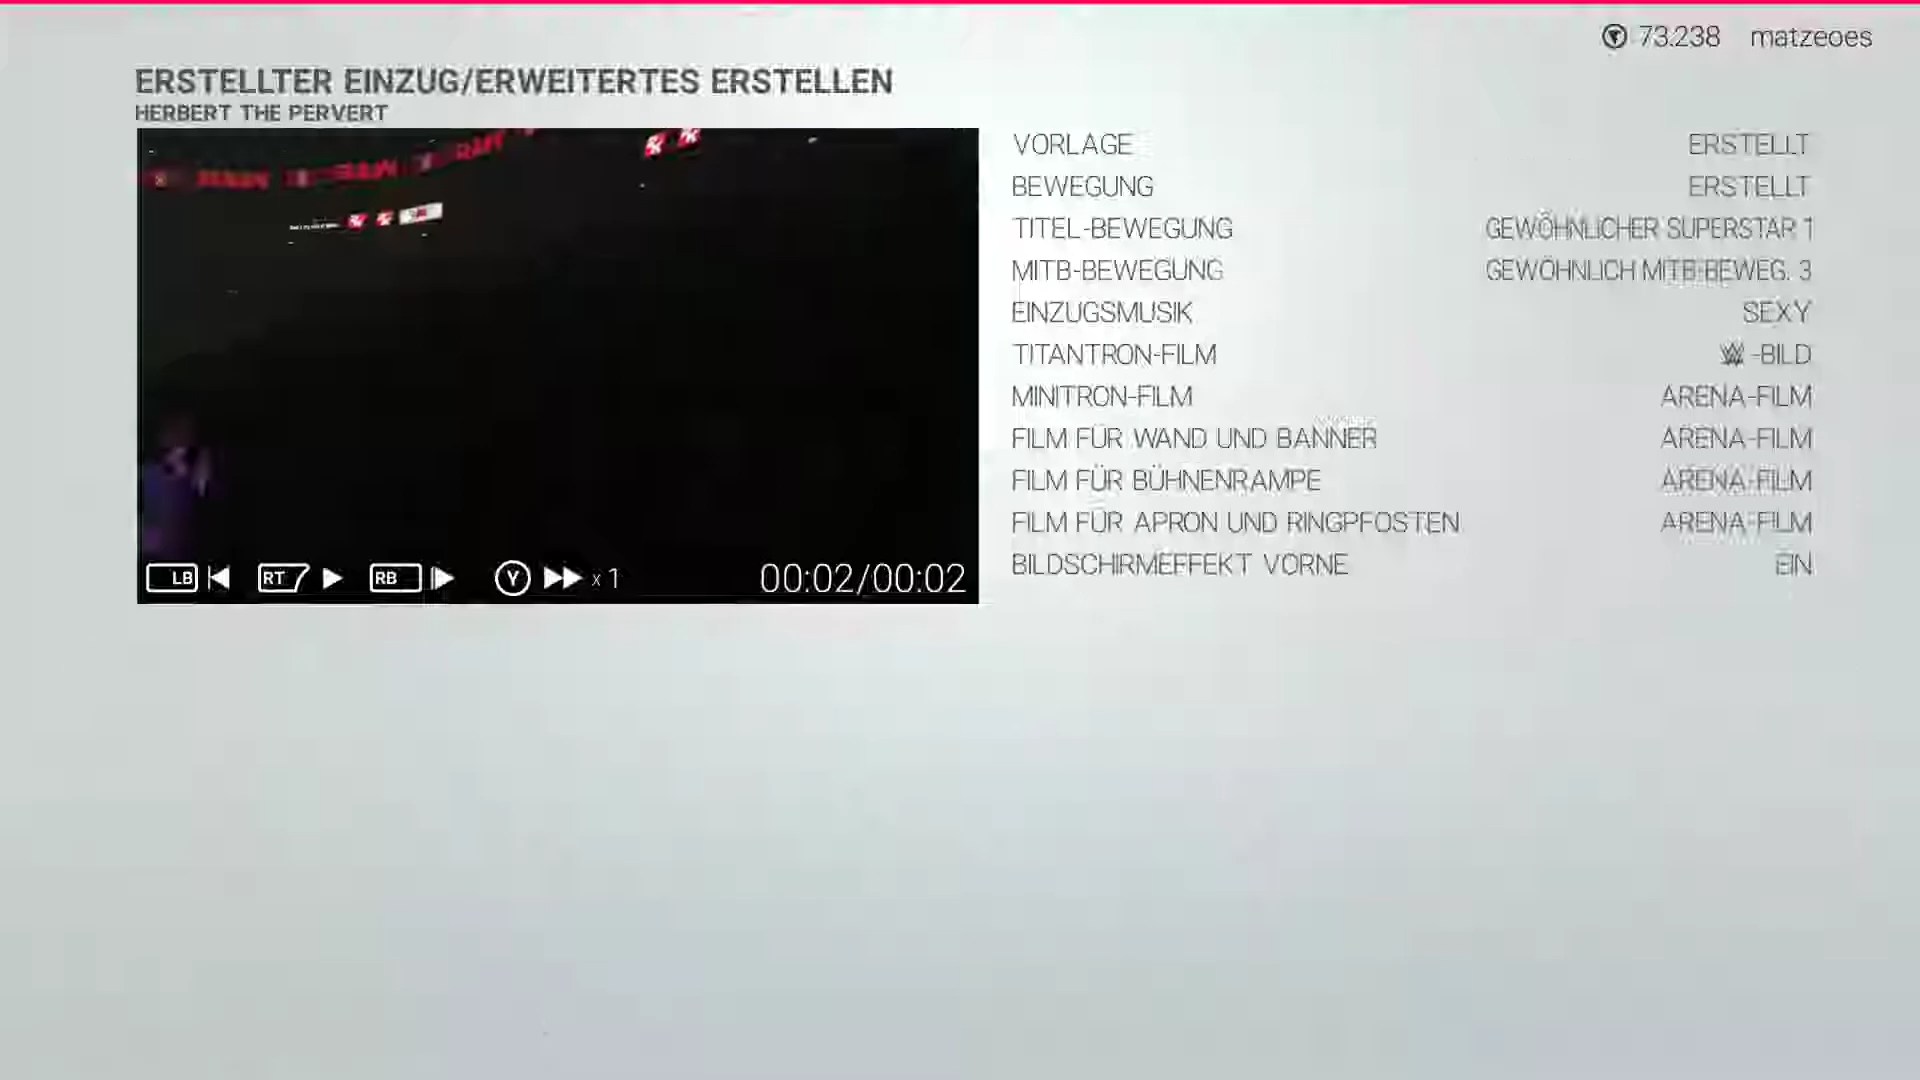 73.238 matzeoes
ERSTELLTER EINZUG/ERWEITERTES ERSTELLEN
HERBERT THE PERVERT
VORLAGE ERSTELLT
BEWEGUNG ERSTELLT
TITEL-BEWEGUNG GEWÖHNLICHER SUPERSTAR 1
MITB-BEWEGUNG GEWÖHNLICH MITB-BEWEG. 3
EINZUGSMUSIK SEXY
TITANTRON-FILM W -BILD
MINITRON-FILM ARENA-FILM
FILM FÜR WAND UND BANNER ARENA-FILM
FILM FÜR BÜHNENRAMPE ARENA-FILM
FILM FÜR APRON UND RINGPFOSTEN ARENA-FILM
BILDSCHIRMEFFEKT VORNE EIN
LB RT RB Y x 1 00:02/00:02